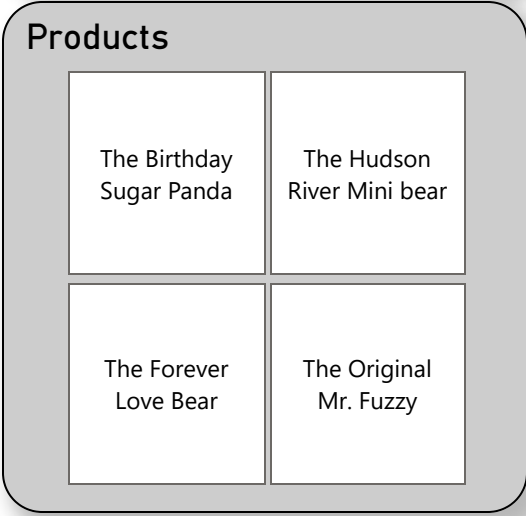 Products
The Birthday
Sugar Panda
The Hudson
River Mini bear
The Forever
Love Bear
The Original
Mr. Fuzzy